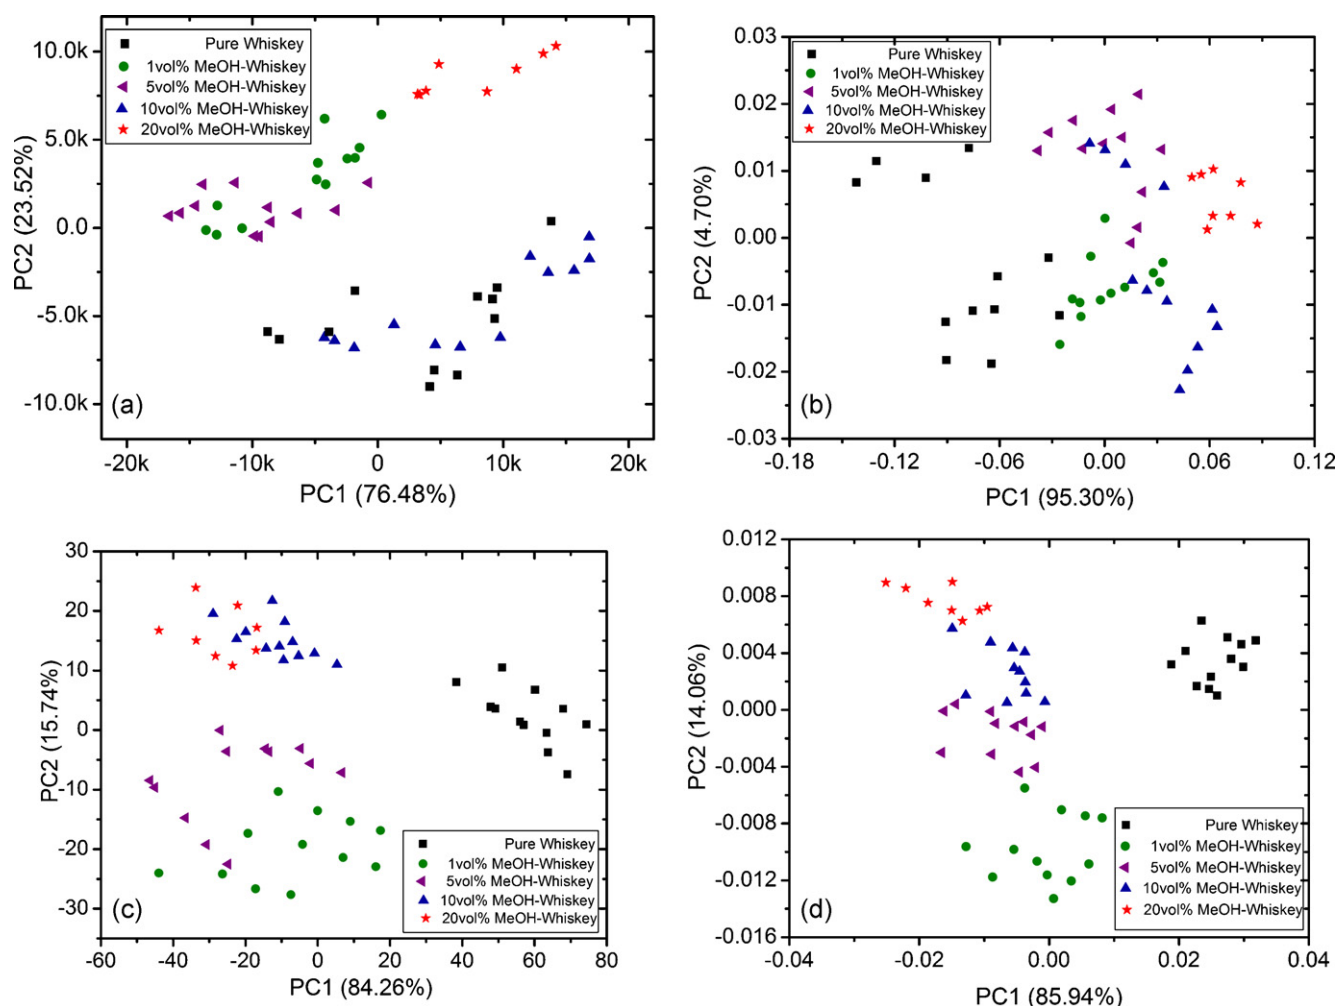 10.0k
5.0k
0.0
-5.0k
-10.0k
PC2 (23.52%)
Pure Whiskey
1vol% MeOH-Whiskey
5vol% MeOH-Whiskey
10vol% MeOH-Whiskey
20vol% MeOH-Whiskey
(a)
-20k -10k 0 10k 20k
PC1 (76.48%)
0.03
0.02
0.01
0.00
-0.01
-0.02
-0.03
PC2 (4.70%)
Pure Whiskey
1vol% MeOH-Whiskey
5vol% MeOH-Whiskey
10vol% MeOH-Whiskey
20vol% MeOH-Whiskey
(b)
-0.18 -0.12 -0.06 0.00 0.06 0.12
PC1 (95.30%)
30
20
10
0
-10
-20
-30
PC2 (15.74%)
Pure Whiskey
1vol% MeOH-Whiskey
5vol% MeOH-Whiskey
10vol% MeOH-Whiskey
20vol% MeOH-Whiskey
(c)
-60 -40 -20 0 20 40 60 80
PC1 (84.26%)
0.012
0.008
0.004
0.000
-0.004
-0.008
-0.012
-0.016
PC2 (14.06%)
Pure Whiskey
1vol% MeOH-Whiskey
5vol% MeOH-Whiskey
10vol% MeOH-Whiskey
20vol% MeOH-Whiskey
(d)
-0.04 -0.02 0.00 0.02 0.04
PC1 (85.94%)